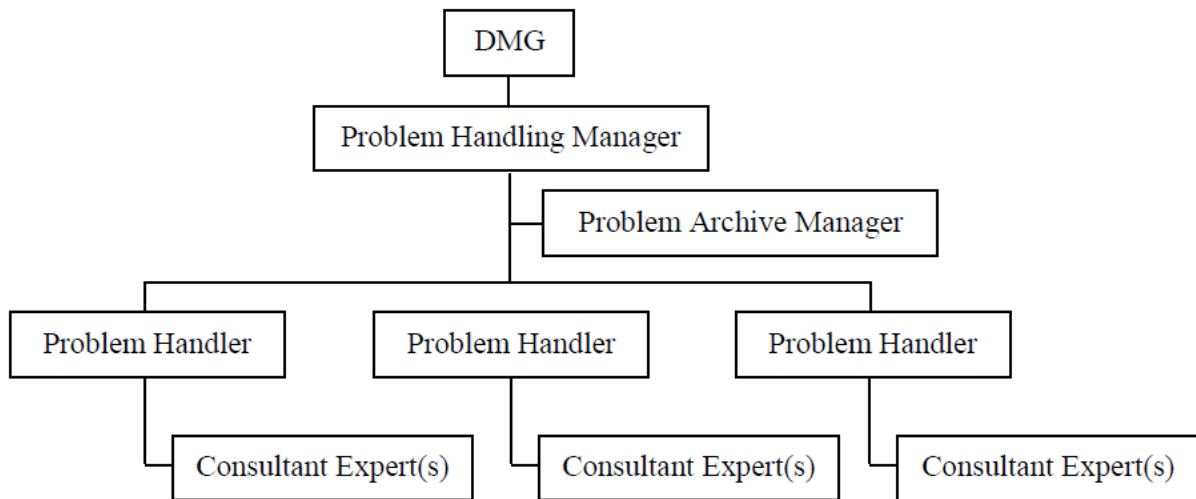 DMG
Problem Handling Manager
Problem Archive Manager
Problem Handler
Problem Handler
Problem Handler
Consultant Expert(s)
Consultant Expert(s)
Consultant Expert(s)